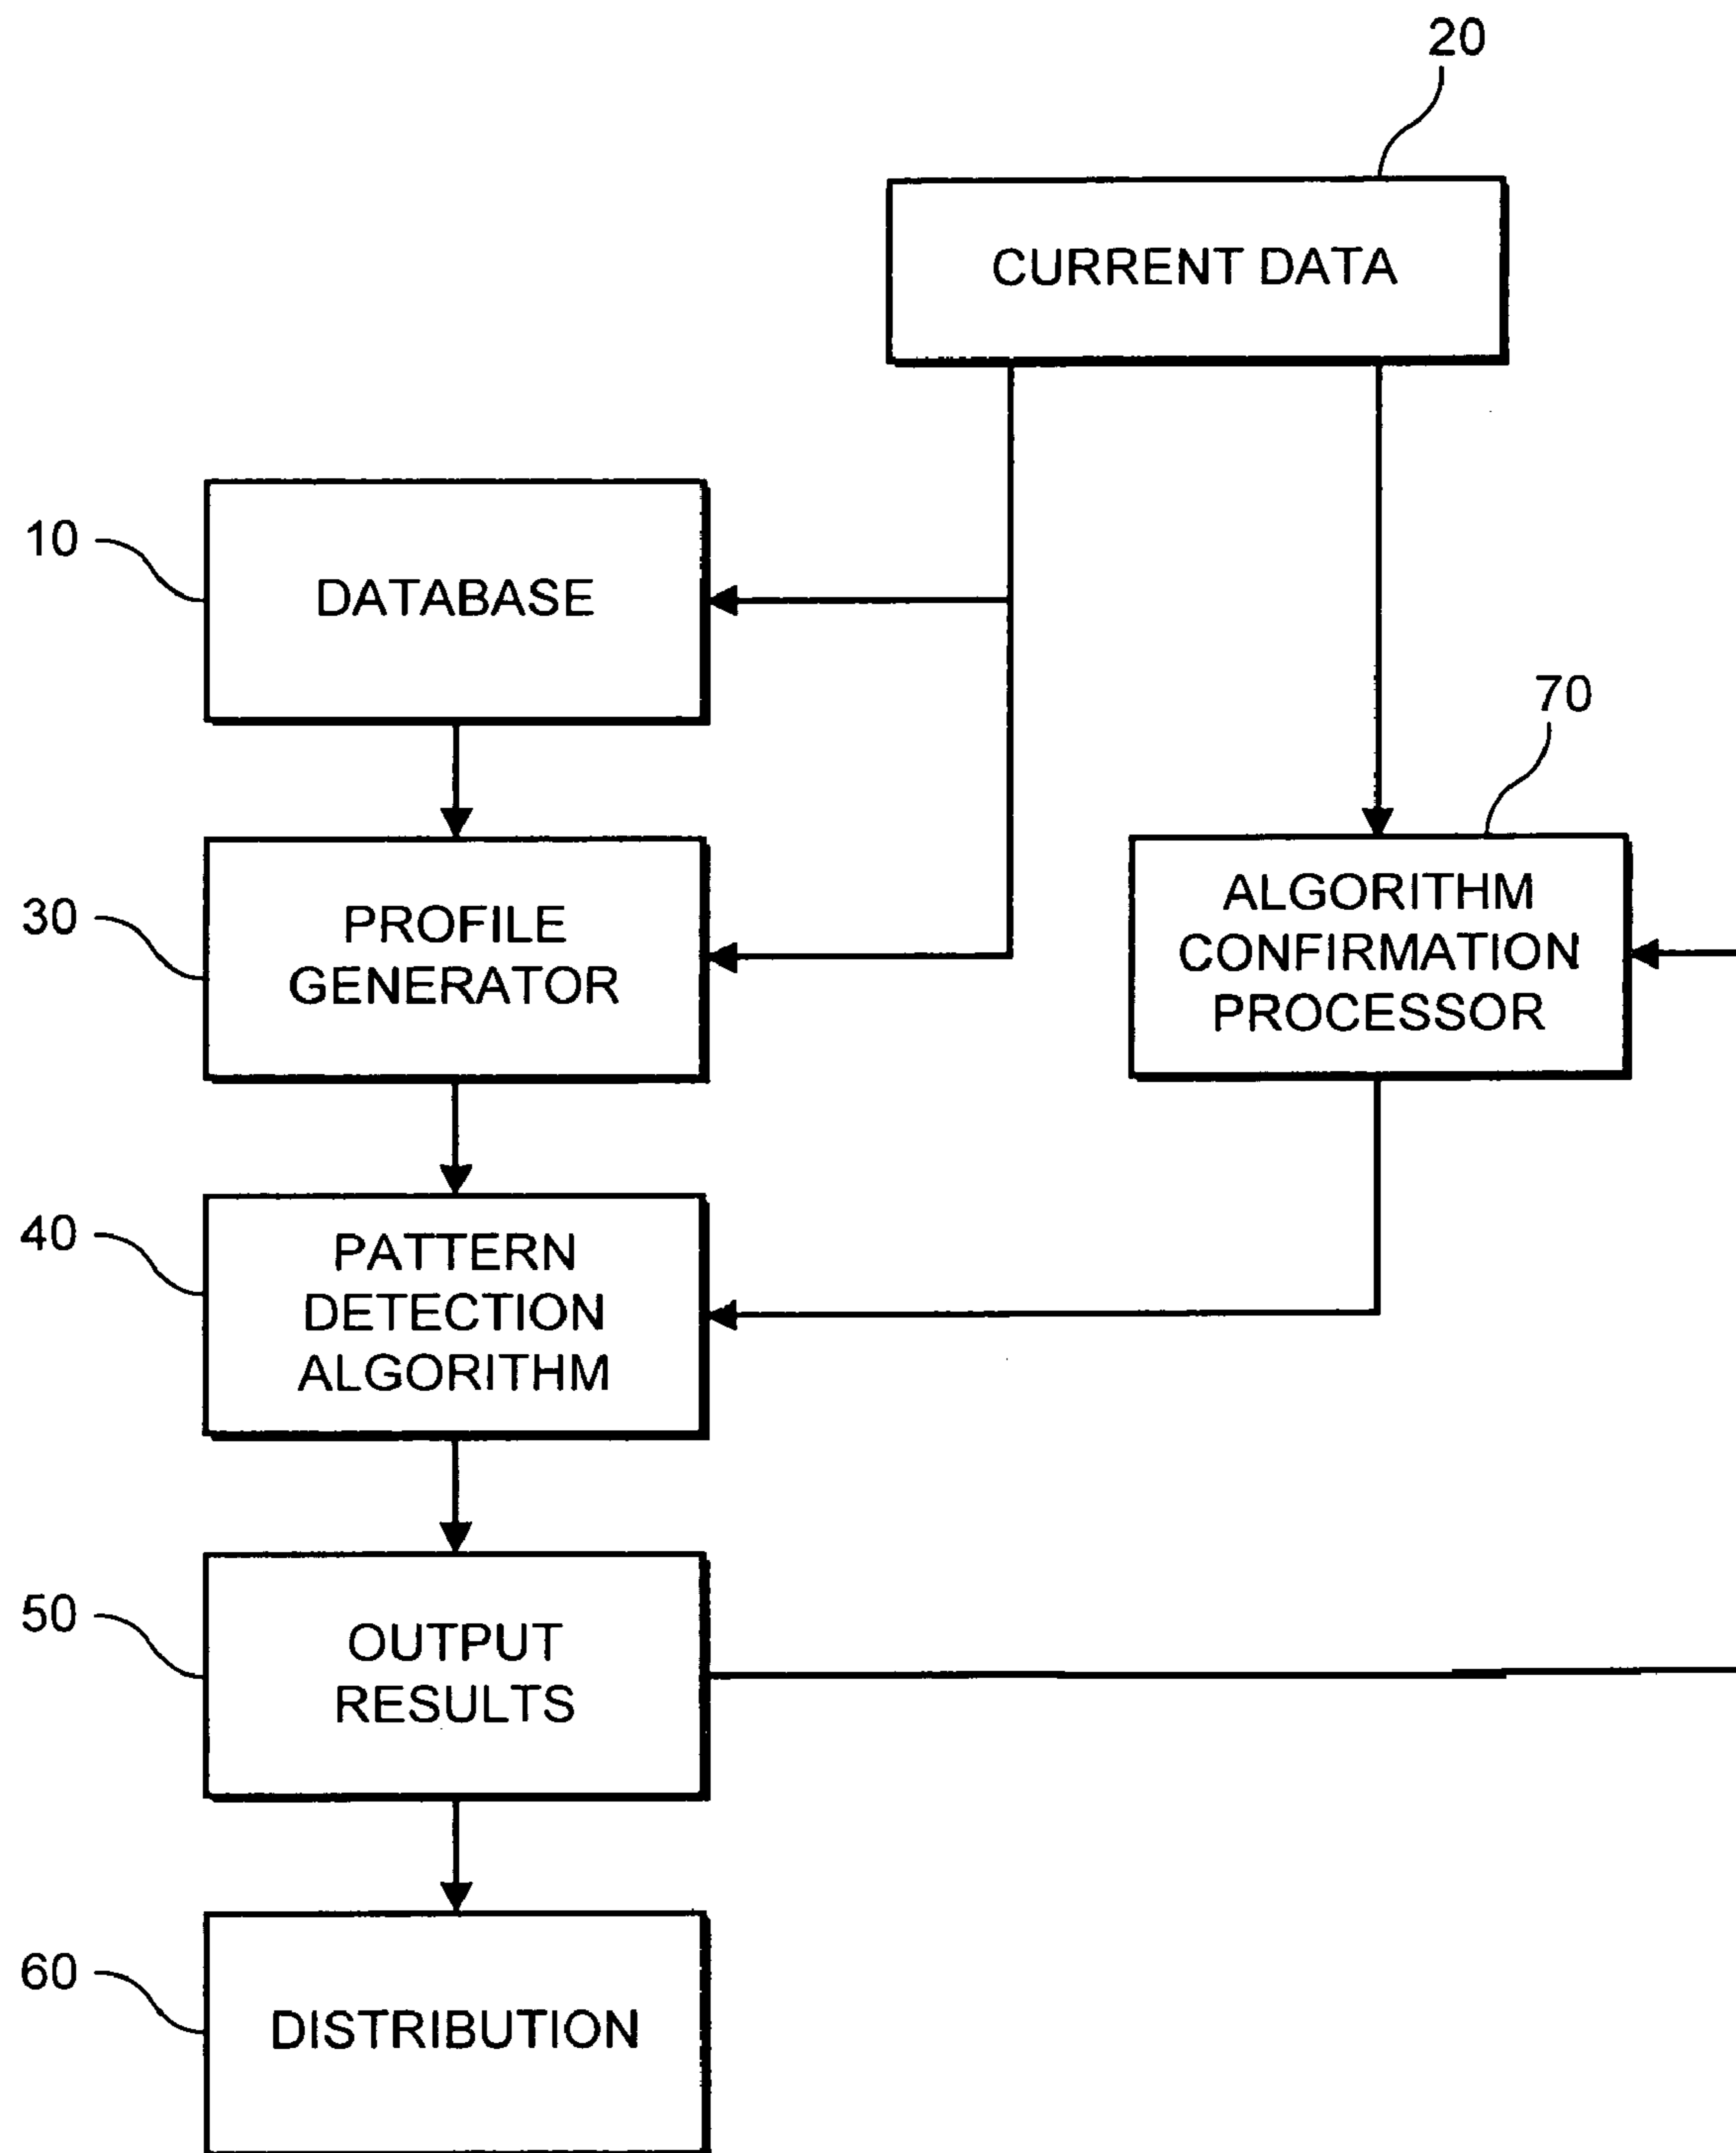 20
CURRENT DATA
10
DATABASE
70
30
PROFILE
GENERATOR
ALGORITHM
CONFIRMATION
PROCESSOR
40
PATTERN
DETECTION
ALGORITHM
50
OUTPUT
RESULTS
60
DISTRIBUTION